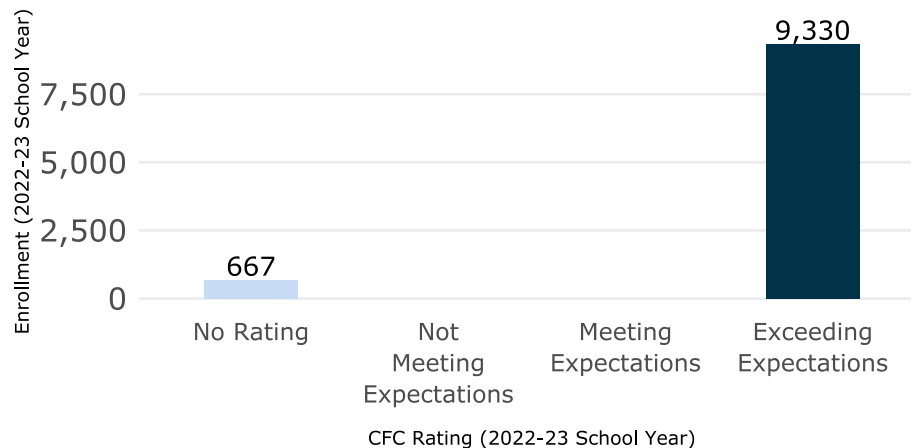 Enrollment (2022-23 School Year)
9,330
7,500
5,000
2,500
667
0
No Rating
Not
Meeting
Expectations
Meeting
Expectations
Exceeding
Expectations
CFC Rating (2022-23 School Year)